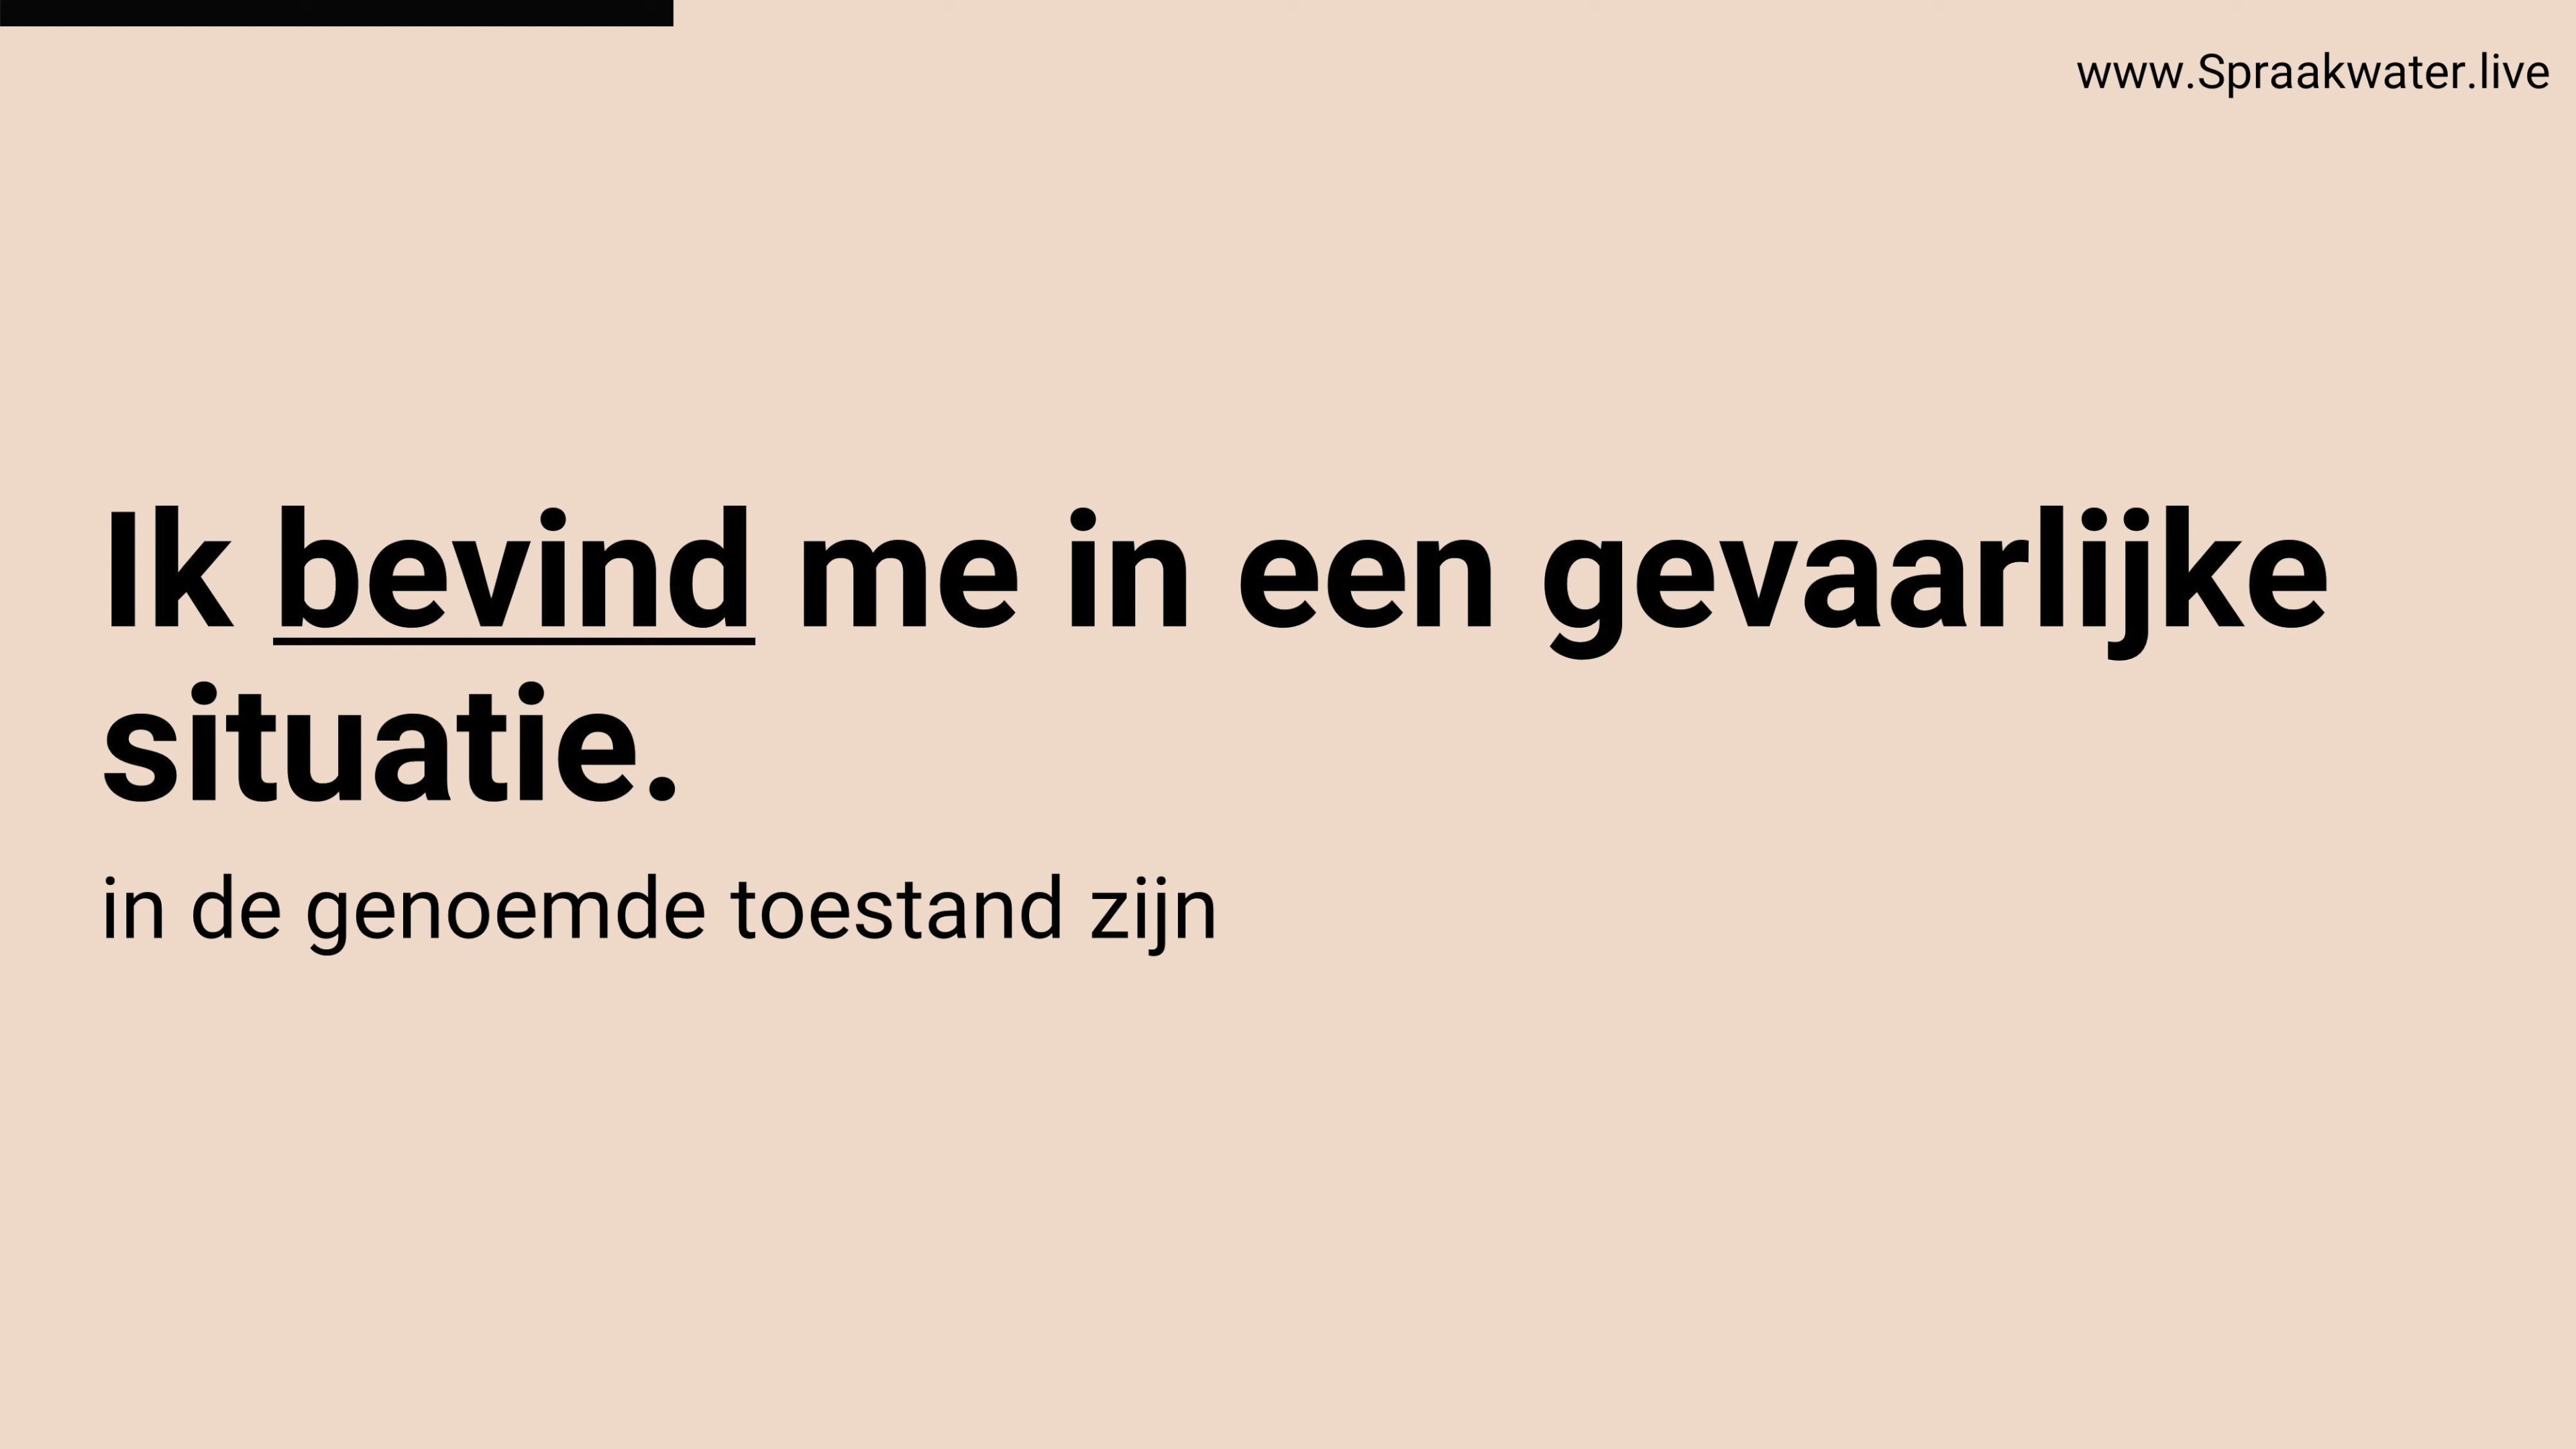 www.Spraakwater.live
Ik bevind me in een gevaarlijke
situatie.
in de genoemde toestand zijn